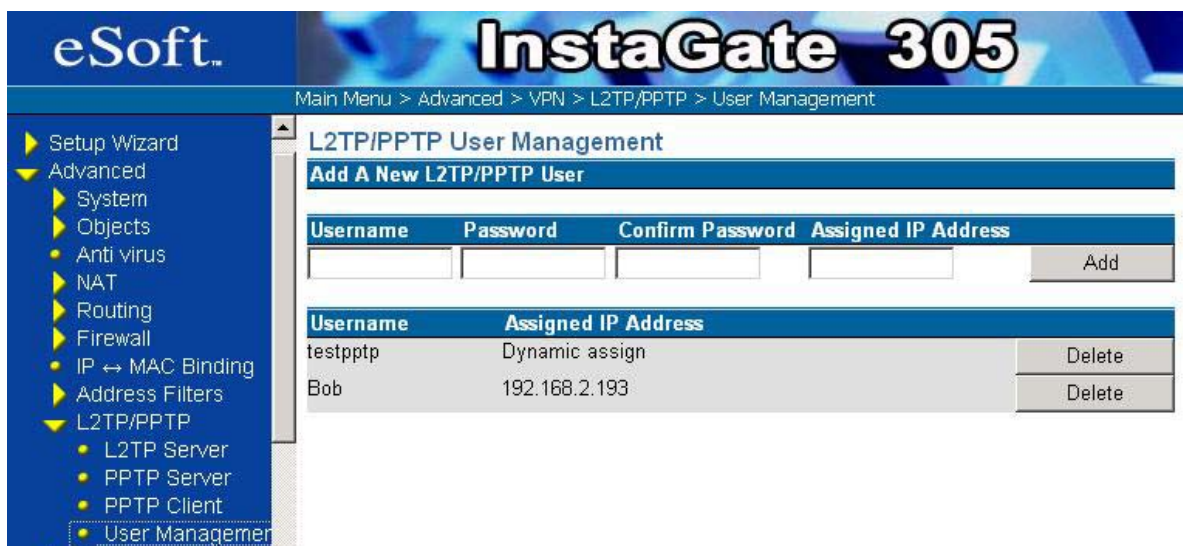 eSoft.™
InstaGate 305
Main Menu > Advanced > VPN > L2TP/PPTP > User Management
Setup Wizard
Advanced
System
Objects
Anti virus
NAT
Routing
Firewall
IP ↔ MAC Binding
Address Filters
L2TP/PPTP
L2TP Server
PPTP Server
PPTP Client
User Managemen
L2TP/PPTP User Management
Add A New L2TP/PPTP User
Username Password Confirm Password Assigned IP Address
Add
Username Assigned IP Address
testpptp Dynamic assign Delete
Bob 192.168.2.193 Delete